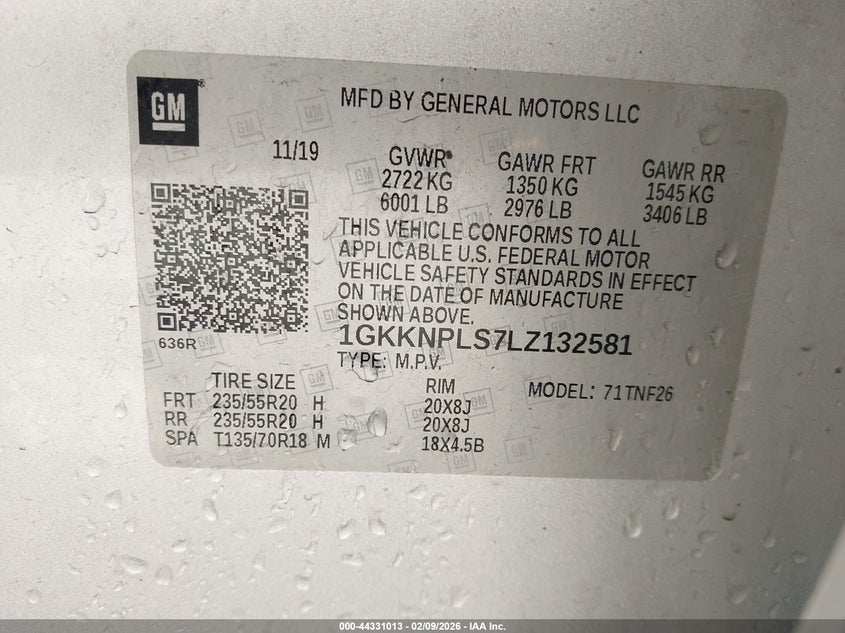 GM
MFD BY GENERAL MOTORS LLC
11/19
GVWR
2722 KG
6001 LB
GAWR FRT
1350 KG
2976 LB
GAWR RR
1545 KG
3406 LB
THIS VEHICLE CONFORMS TO ALL
APPLICABLE U.S. FEDERAL MOTOR
VEHICLE SAFETY STANDARDS IN EFFECT
ON THE DATE OF MANUFACTURE
SHOWN ABOVE.
636R
1GKKNPLS7LZ132581
TYPE: M.P.V.
TIRE SIZE
RIM
MODEL: 71TNF26
FRT 235/55R20 H 20X8J
RR 235/55R20 H 20X8J
SPA T135/70R18 M 18X4.5B
000-44331013 - 02/09/2026 - IAA Inc.